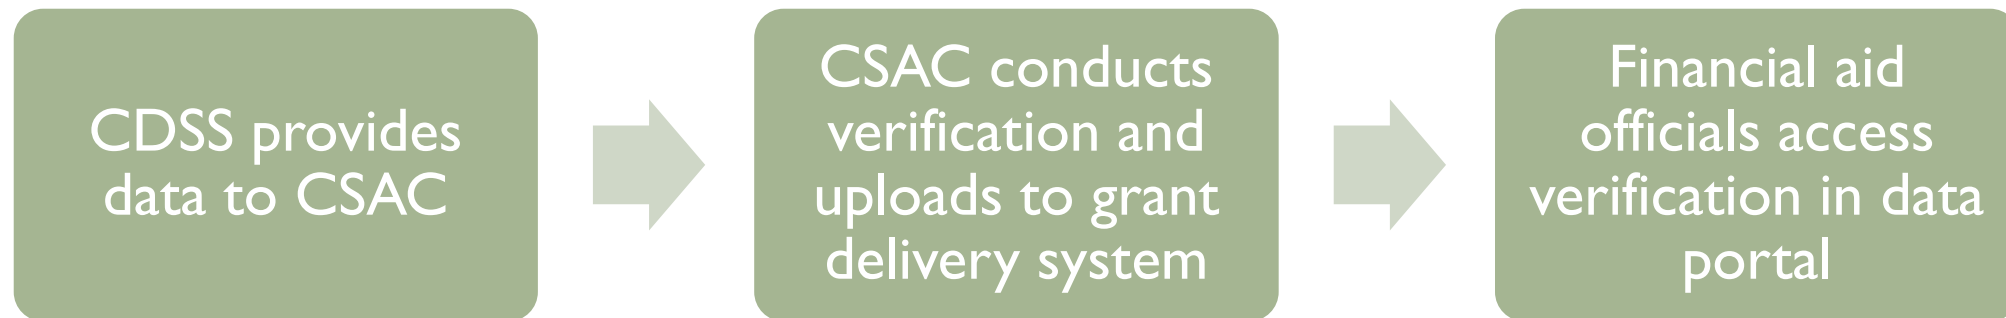 CDSS provides
data to CSAC
CSAC conducts
verification and
uploads to grant
delivery system
Financial aid
officials access
verification in data
portal